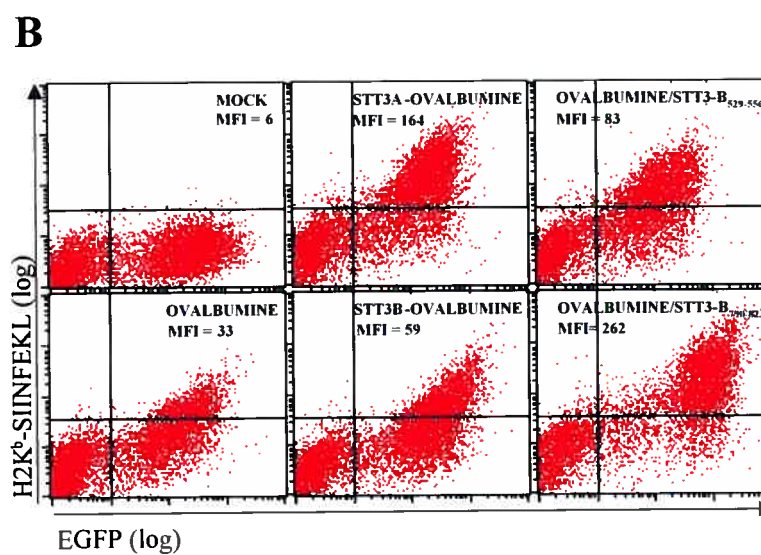 B
MOCK
MFI = 6
STT3A-OVALBUMINE
MFI = 164
OVALBUMINE/STT3-B
MFI = 83
OVALBUMINE
MFI = 33
STT3B-OVALBUMINE
MFI = 59
OVALBUMINE/STT3-B
MFI= 262
H2Kᵇ-SIINFEKL (log)
EGFP (log)